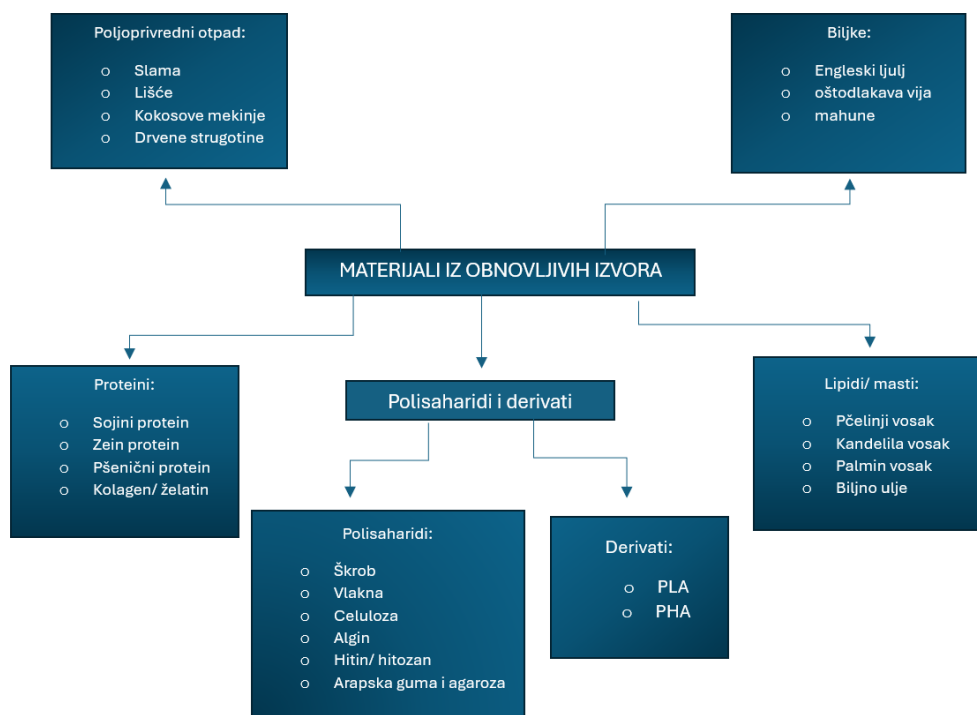 Poljoprivredni otpad:
o Slama
o Lišće
o Kokosove mekinje
o Drvene strugotine
Biljke:
o Engleski ljulj
o oštodlakava vija
o mahune
MATERIJALI IZ OBNOVLJIVIH IZVORA
Proteini:
o Sojini protein
o Zein protein
o Pšenični protein
o Kolagen/ želatin
Polisaharidi i derivati
Lipidi/ masti:
o Pčelinji vosak
o Kandelila vosak
o Palmin vosak
o Biljno ulje
Polisaharidi:
o Škrob
o Vlakna
o Celuloza
o Algin
o Hitin/ hitozan
o Arapska guma i agaroza
Derivati:
o PLA
o PHA